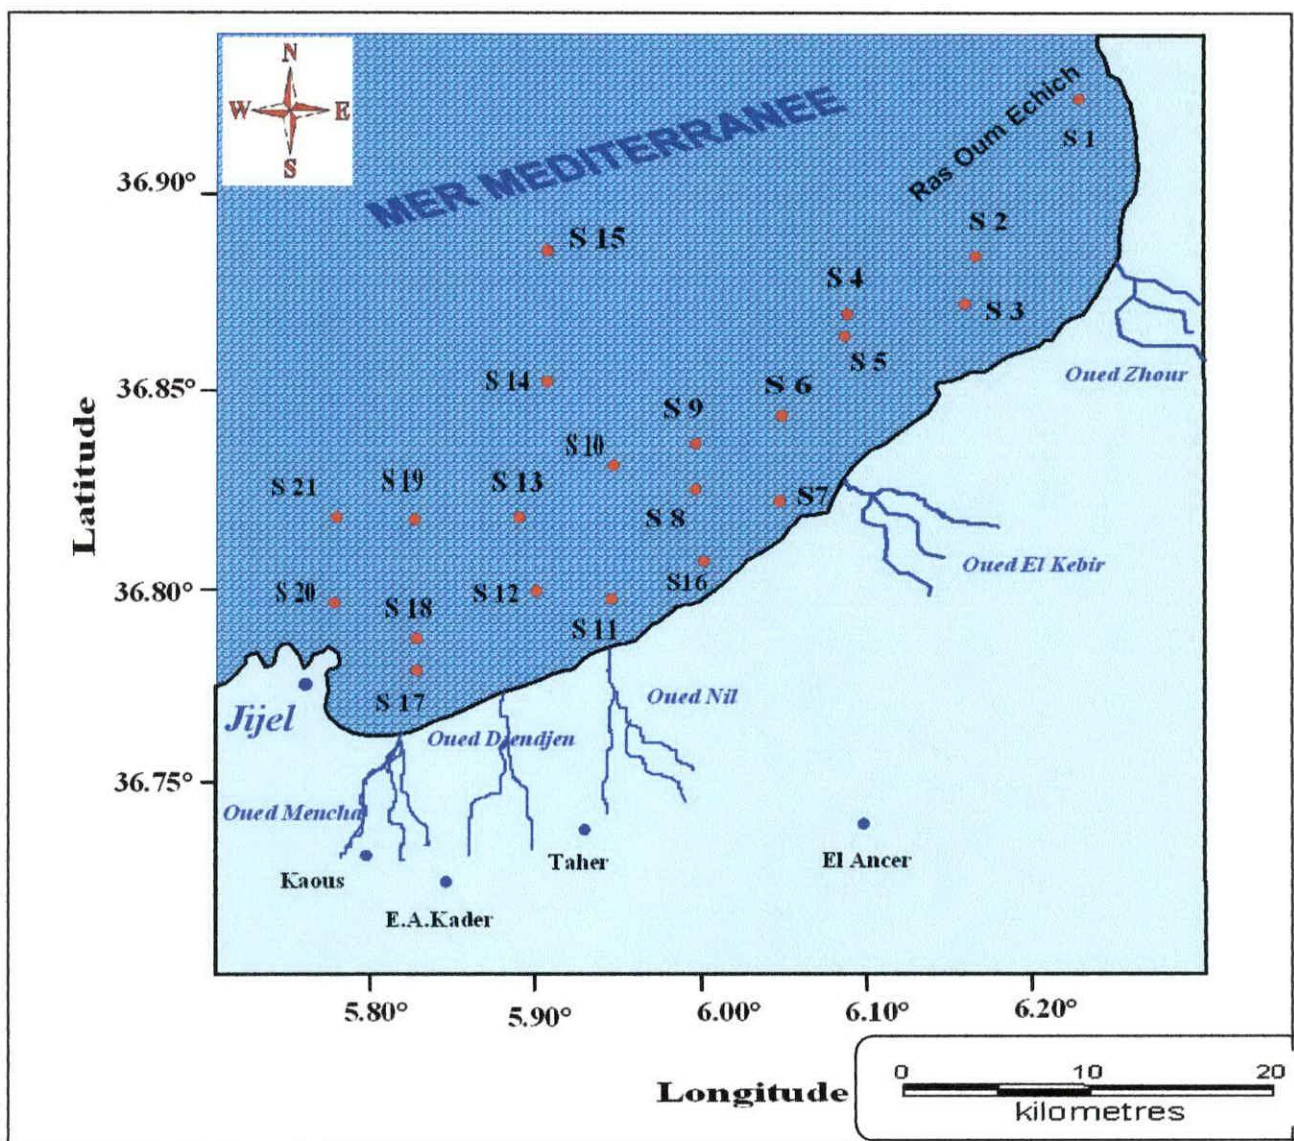 N
W E
S
MER MEDITERRANEE
Ras Oum Echich
S 1
36.90°
S 2
S 15
S 4
S 3
S 5
Oued Zhour
S 14
36.85°
S 6
S 9
S 10
S 21
S 19
S 13
S7
S 8
Latitude
Oued El Kebir
S16
36.80°
S 20
S 12
S 18
S 11
S 17
Oued Nil
Jijel
Oued Djendjen
36.75°
Oued Mencha
Taher
El Ancer
Kaous
E.A.Kader
5.80°
5.90°
6.00°
6.10°
6.20°
Longitude
0 10 20
kilometres